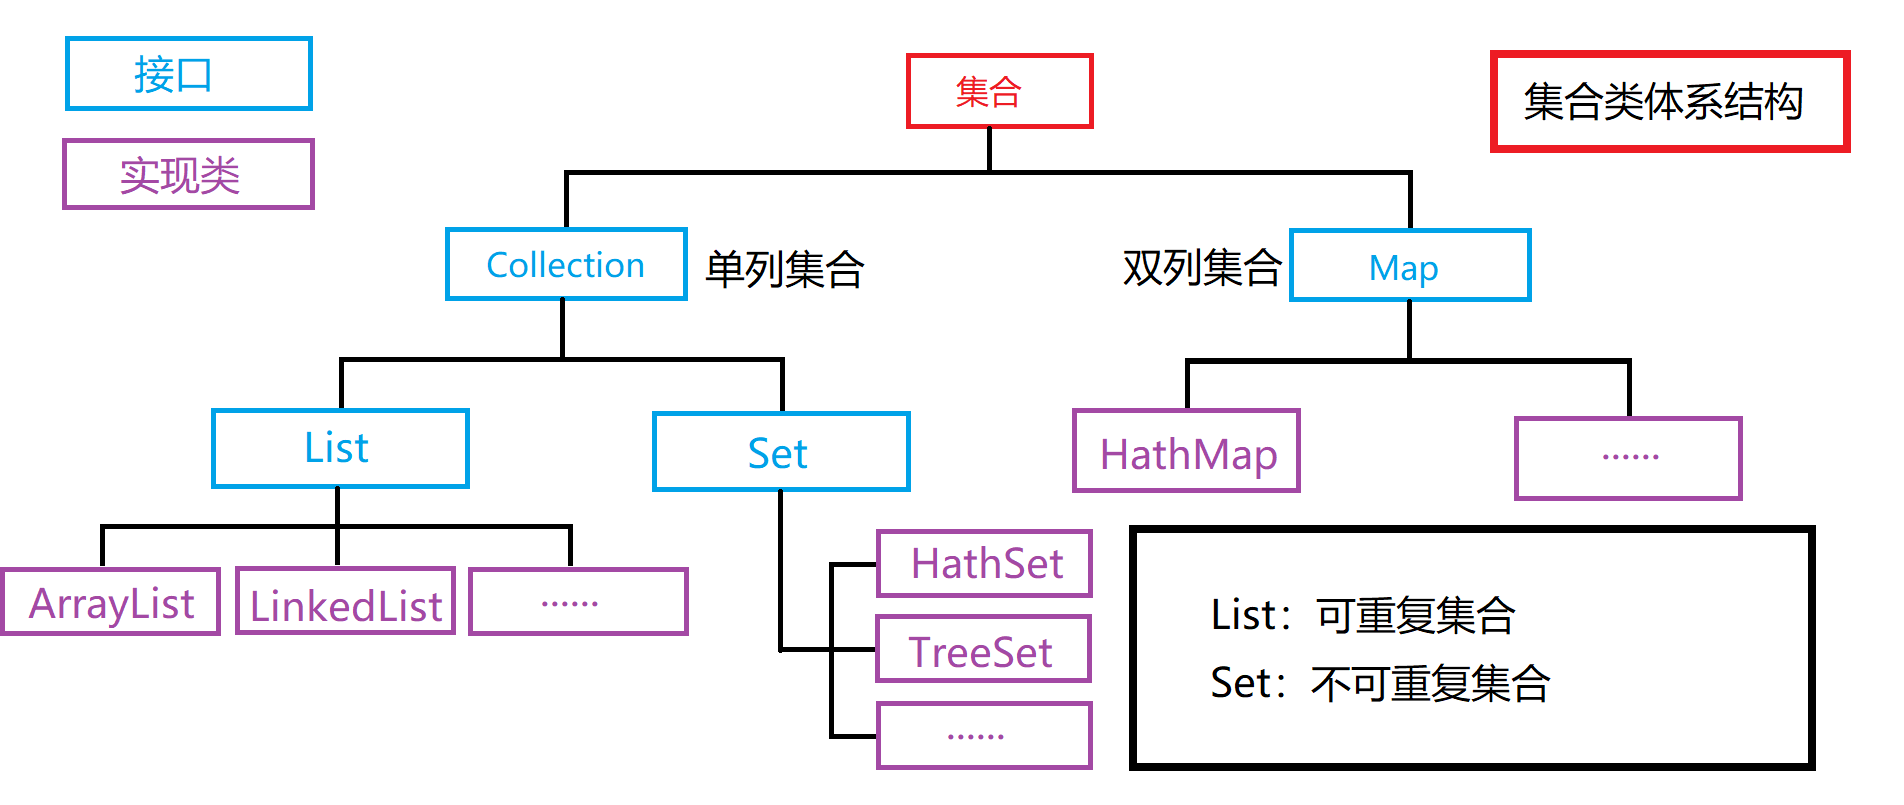 接口
集合
集合类体系结构
实现类
Collection
单列集合
双列集合
Map
List
Set
HathMap
······
ArrayList
LinkedList
······
HathSet
TreeSet
······
List：可重复集合
Set：不可重复集合